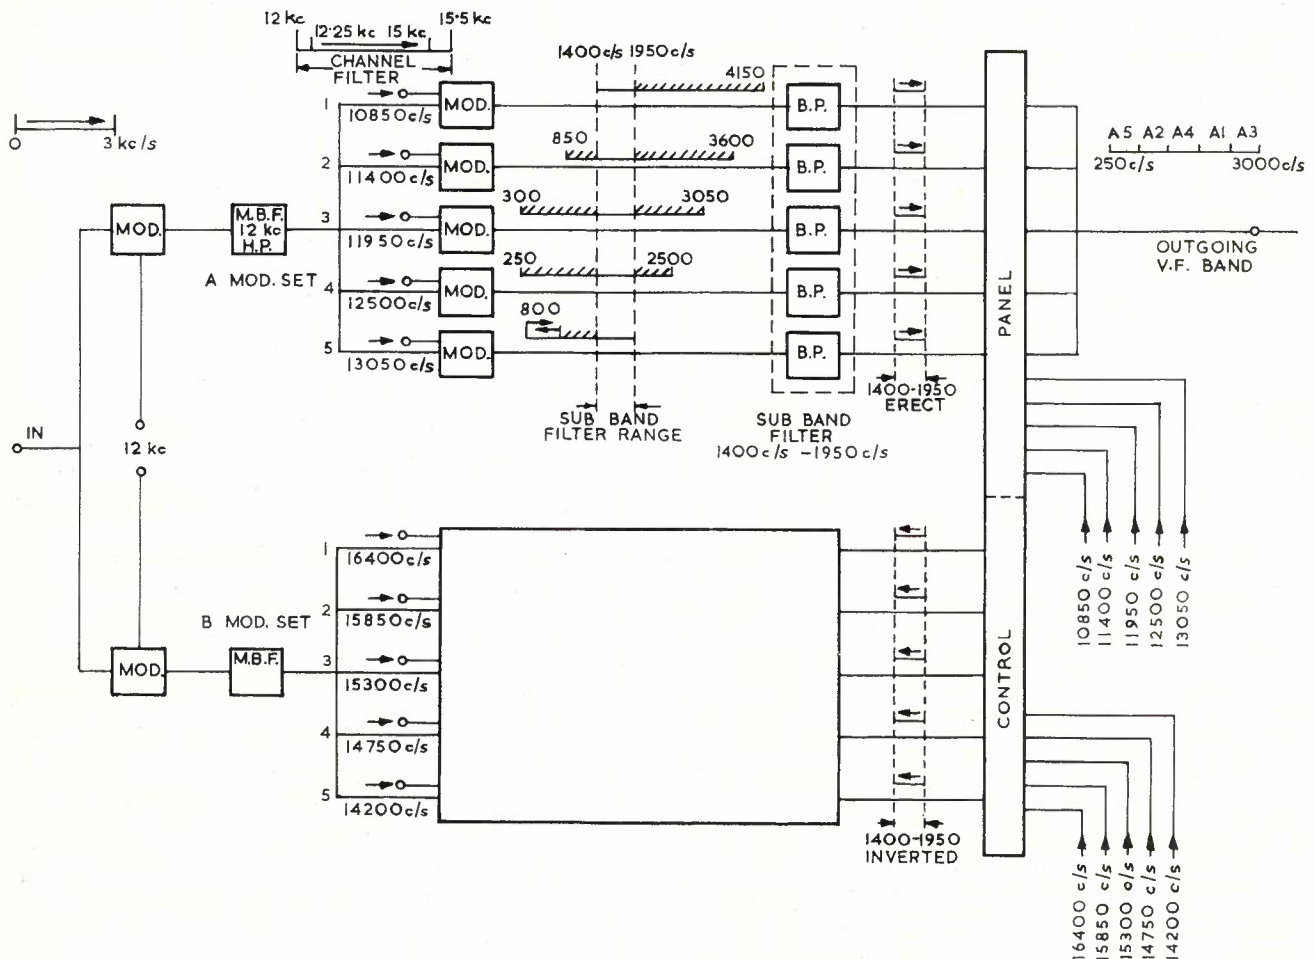 12 kc
15·5 kc
12·25 kc 15 kc
CHANNEL
FILTER
0
3 kc/s
IN
MOD.
M.B.F.
12 kc
H.P.
A MOD. SET
12 kc
B MOD. SET
MOD.
M.B.F.
1
10850c/s
MOD.
2
11400c/s
MOD.
3
11950c/s
MOD.
4
12500c/s
MOD.
5
13050c/s
MOD.
1400c/s 1950c/s
4150
850
3600
300
3050
250
2500
800
SUB BAND
FILTER RANGE
B.P.
B.P.
B.P.
B.P.
B.P.
SUB BAND
FILTER
1400c/s -1950c/s
1400-1950
ERECT
PANEL
CONTROL
A5 A2 A4 A1 A3
250c/s
3000c/s
OUTGOING
V.F. BAND
10850 c/s
11400 c/s
11950 c/s
12500 c/s
13050 c/s
1
16400c/s
2
15850c/s
3
15300c/s
4
14750c/s
5
14200c/s
1400-1950
INVERTED
16400 c/s
15850 c/s
15300 c/s
14750 c/s
14200 c/s